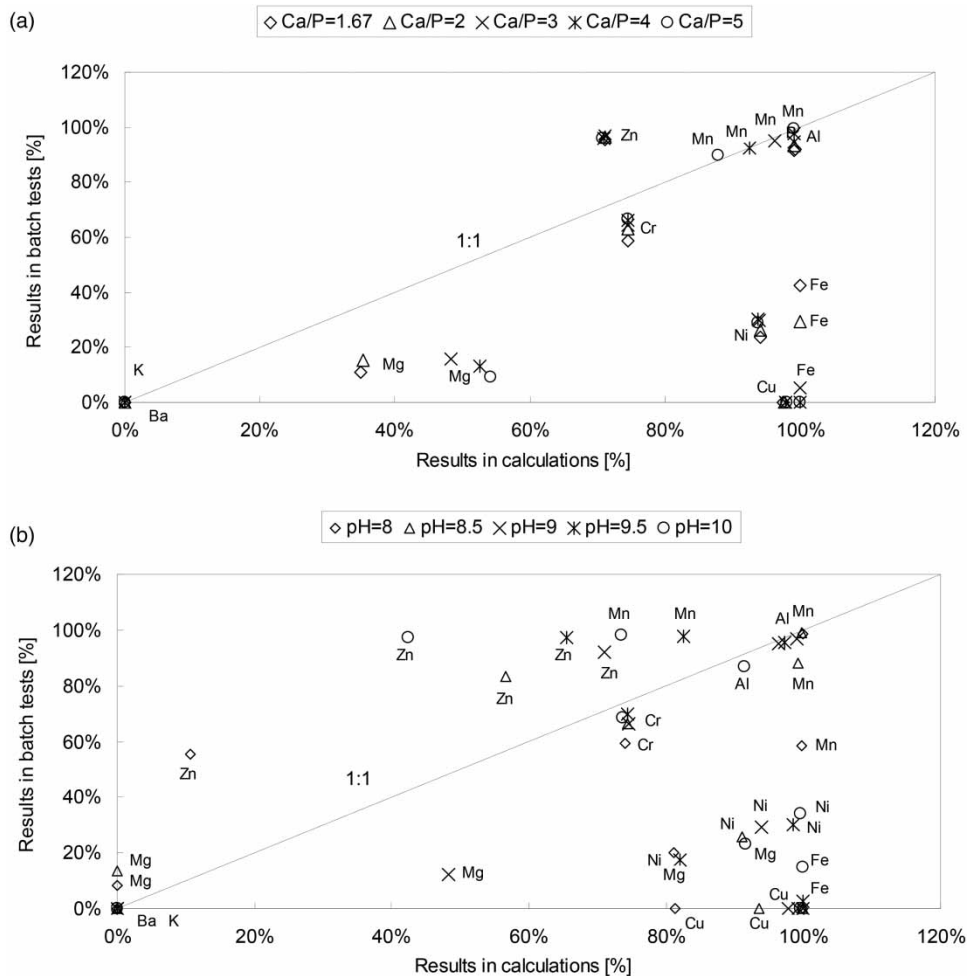 (a)
Ca/P=1.67 Ca/P=2 Ca/P=3 Ca/P=4 Ca/P=5
120%
100%
80%
60%
40%
20%
0%
Results in batch tests [%]
Mn
Mn
Mn
Mn
Al
Zn
1:1
Cr
Fe
Fe
Ni
Fe
Mg
Mg
K
Cu
Ba
0% 20% 40% 60% 80% 100% 120%
Results in calculations [%]
(b)
pH=8 pH=8.5 pH=9 pH=9.5 pH=10
120%
100%
80%
60%
40%
20%
0%
Results in batch tests [%]
Mn Mn Al Mn
Zn Zn Zn
Al Mn
Zn
Cr
Cr
Mn
Zn
1:1
Ni Ni
Ni Ni
Mg
Mg
Ni
Mg
Mg
Fe
Mg
Cu Fe
Ba K
Cu Cu
0% 20% 40% 60% 80% 100% 120%
Results in calculations [%]